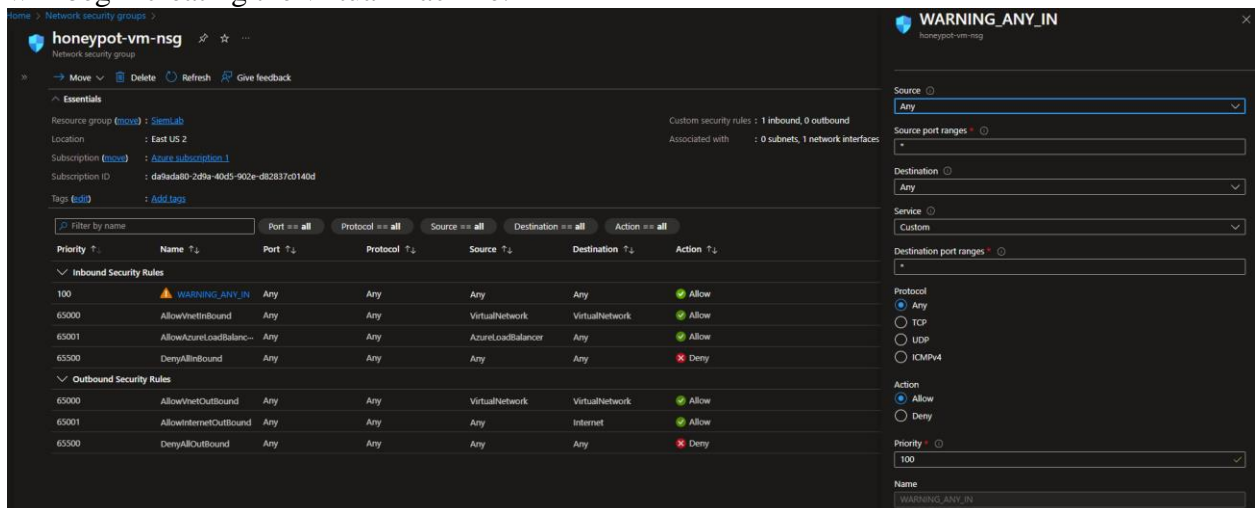 Home > Network security groups >
honeypot-vm-nsg
Network security group
Move Delete Refresh Give feedback
Essentials
Resource group (move) : SiemLab
Location : East US 2
Subscription (move) : Azure subscription 1
Subscription ID : da9ada80-2d9a-40d5-902e-d82837c0140d
Tags (edit) : Add tags
Custom security rules : 1 inbound, 0 outbound
Associated with : 0 subnets, 1 network interfaces
Filter by name Port == all Protocol == all Source == all Destination == all Action == all
Priority ↑↓ Name ↑↓ Port ↑↓ Protocol ↑↓ Source ↑↓ Destination ↑↓ Action ↑↓
Inbound Security Rules
100 WARNING_ANY_IN Any Any Any Any Allow
65000 AllowVnetInBound Any Any VirtualNetwork VirtualNetwork Allow
65001 AllowAzureLoadBalanc... Any Any AzureLoadBalancer Any Allow
65500 DenyAllInBound Any Any Any Any Deny
Outbound Security Rules
65000 AllowVnetOutBound Any Any VirtualNetwork VirtualNetwork Allow
65001 AllowInternetOutBound Any Any Any Internet Allow
65500 DenyAllOutBound Any Any Any Any Deny
WARNING_ANY_IN
honeypot-vm-nsg
Source
Any
Source port ranges *
*
Destination
Any
Service
Custom
Destination port ranges *
*
Protocol
Any
TCP
UDP
ICMPv4
Action
Allow
Deny
Priority *
100
Name
WARNING_ANY_IN